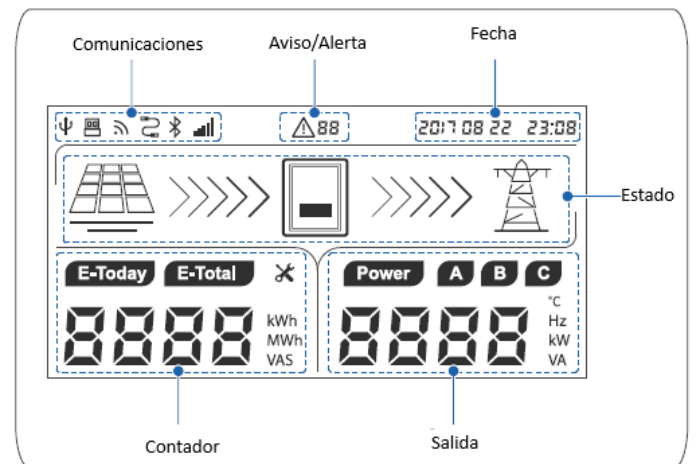 Comunicaciones
Aviso/Alerta
Fecha
88
2017 08 22 23:08
Estado
E-Today E-Total
Power A B C
8888
kWh
MWh
VAS
8888
°C
Hz
kW
VA
Contador
Salida